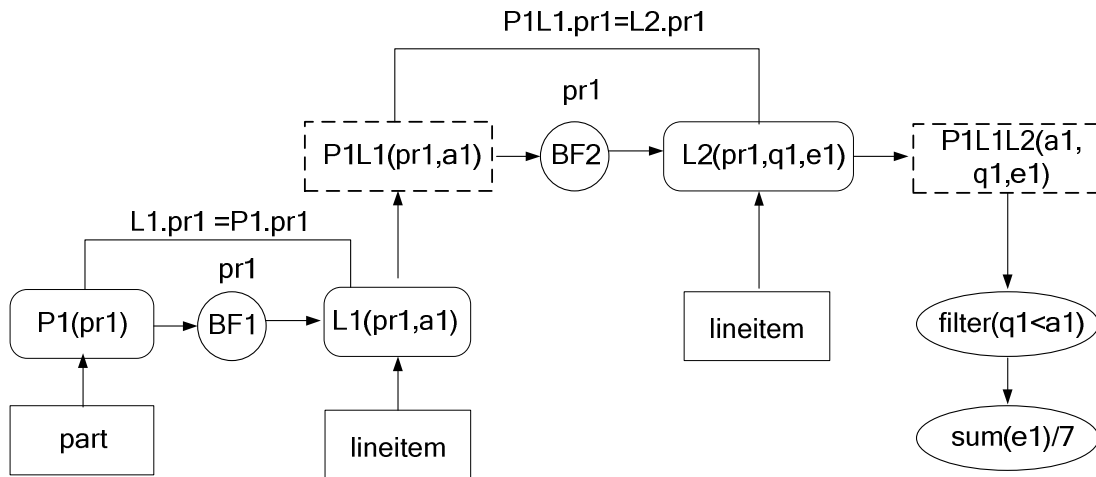 P1L1.pr1=L2.pr1
pr1
P1L1(pr1,a1)
BF2
L2(pr1,q1,e1)
P1L1L2(a1,
q1,e1)
L1.pr1 =P1.pr1
pr1
P1(pr1)
BF1
L1(pr1,a1)
lineitem
filter(q1<a1)
part
lineitem
sum(e1)/7